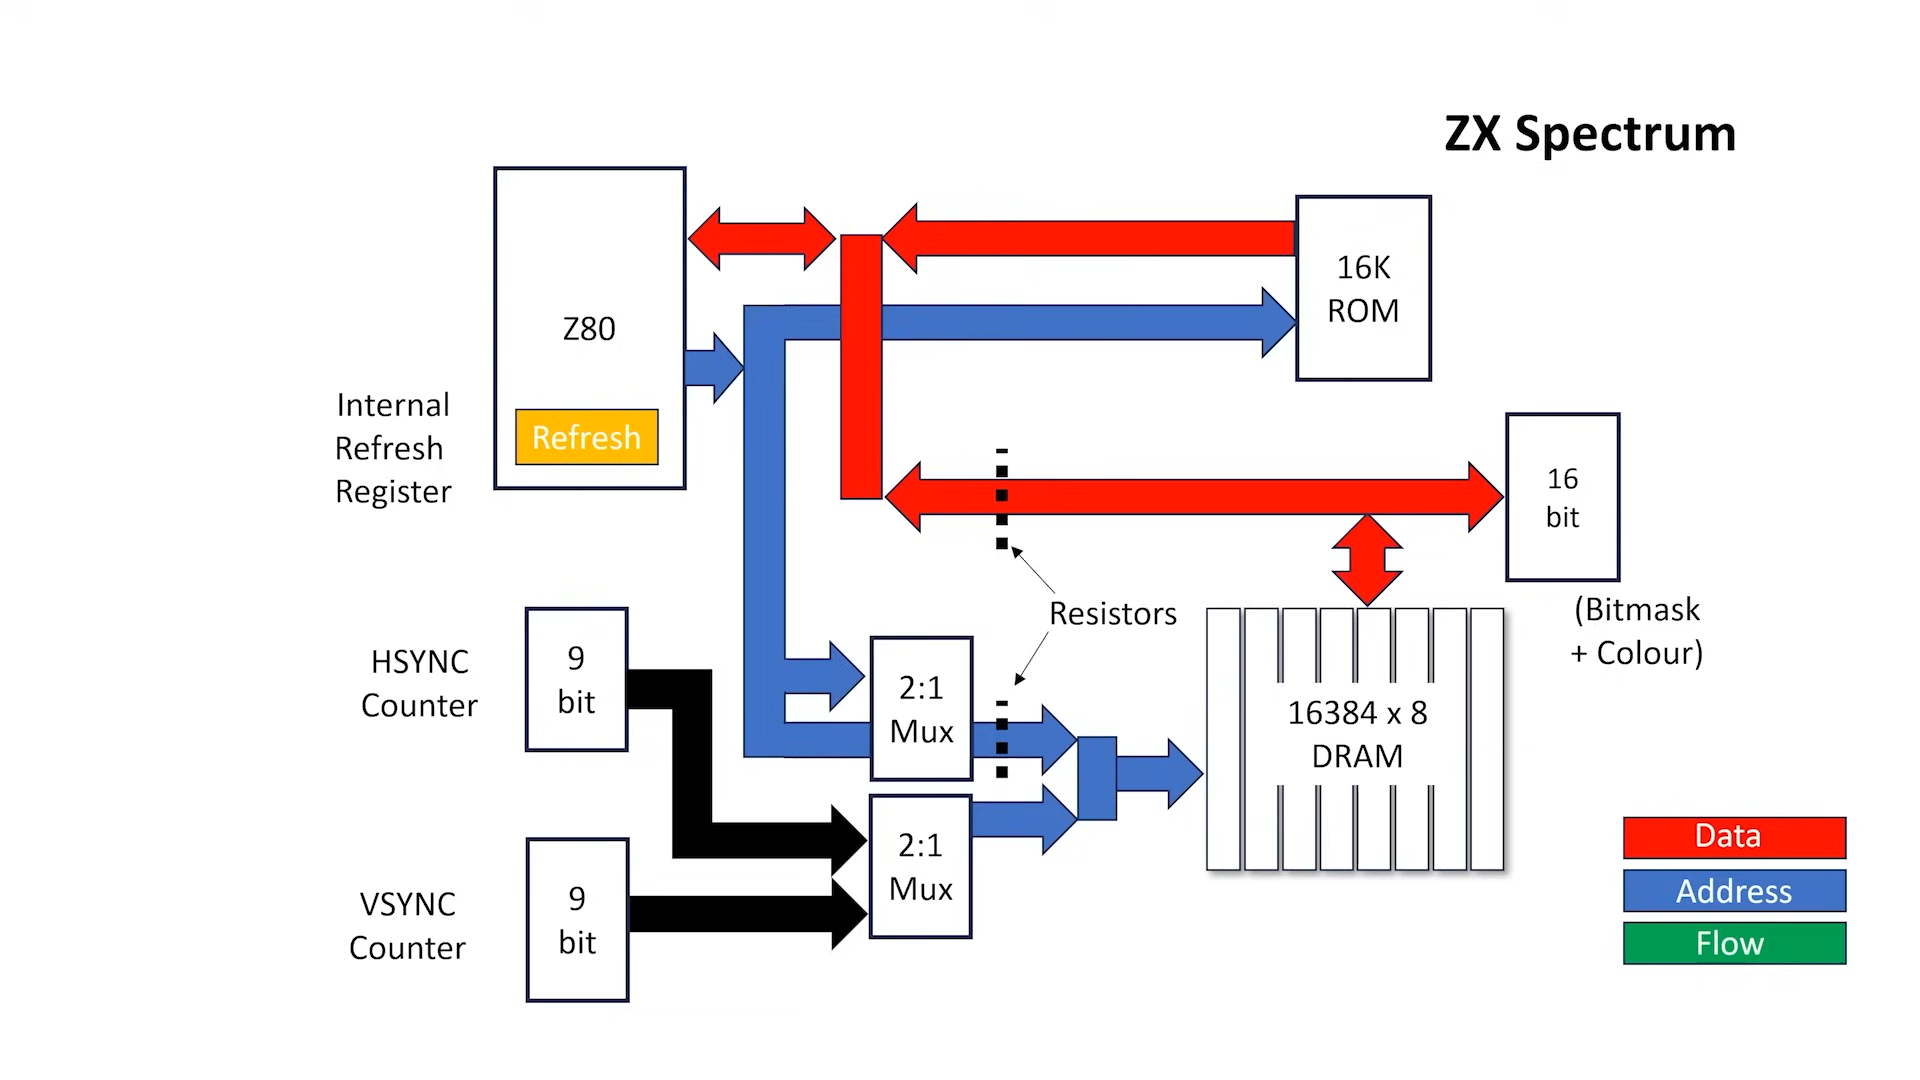 ZX Spectrum
Z80
16K
ROM
Internal
Refresh
Register
Refresh
16
bit
Resistors
(Bitmask
+ Colour)
HSYNC
Counter
9
bit
2:1
Mux
16384 x 8
DRAM
VSYNC
Counter
9
bit
2:1
Mux
Data
Address
Flow